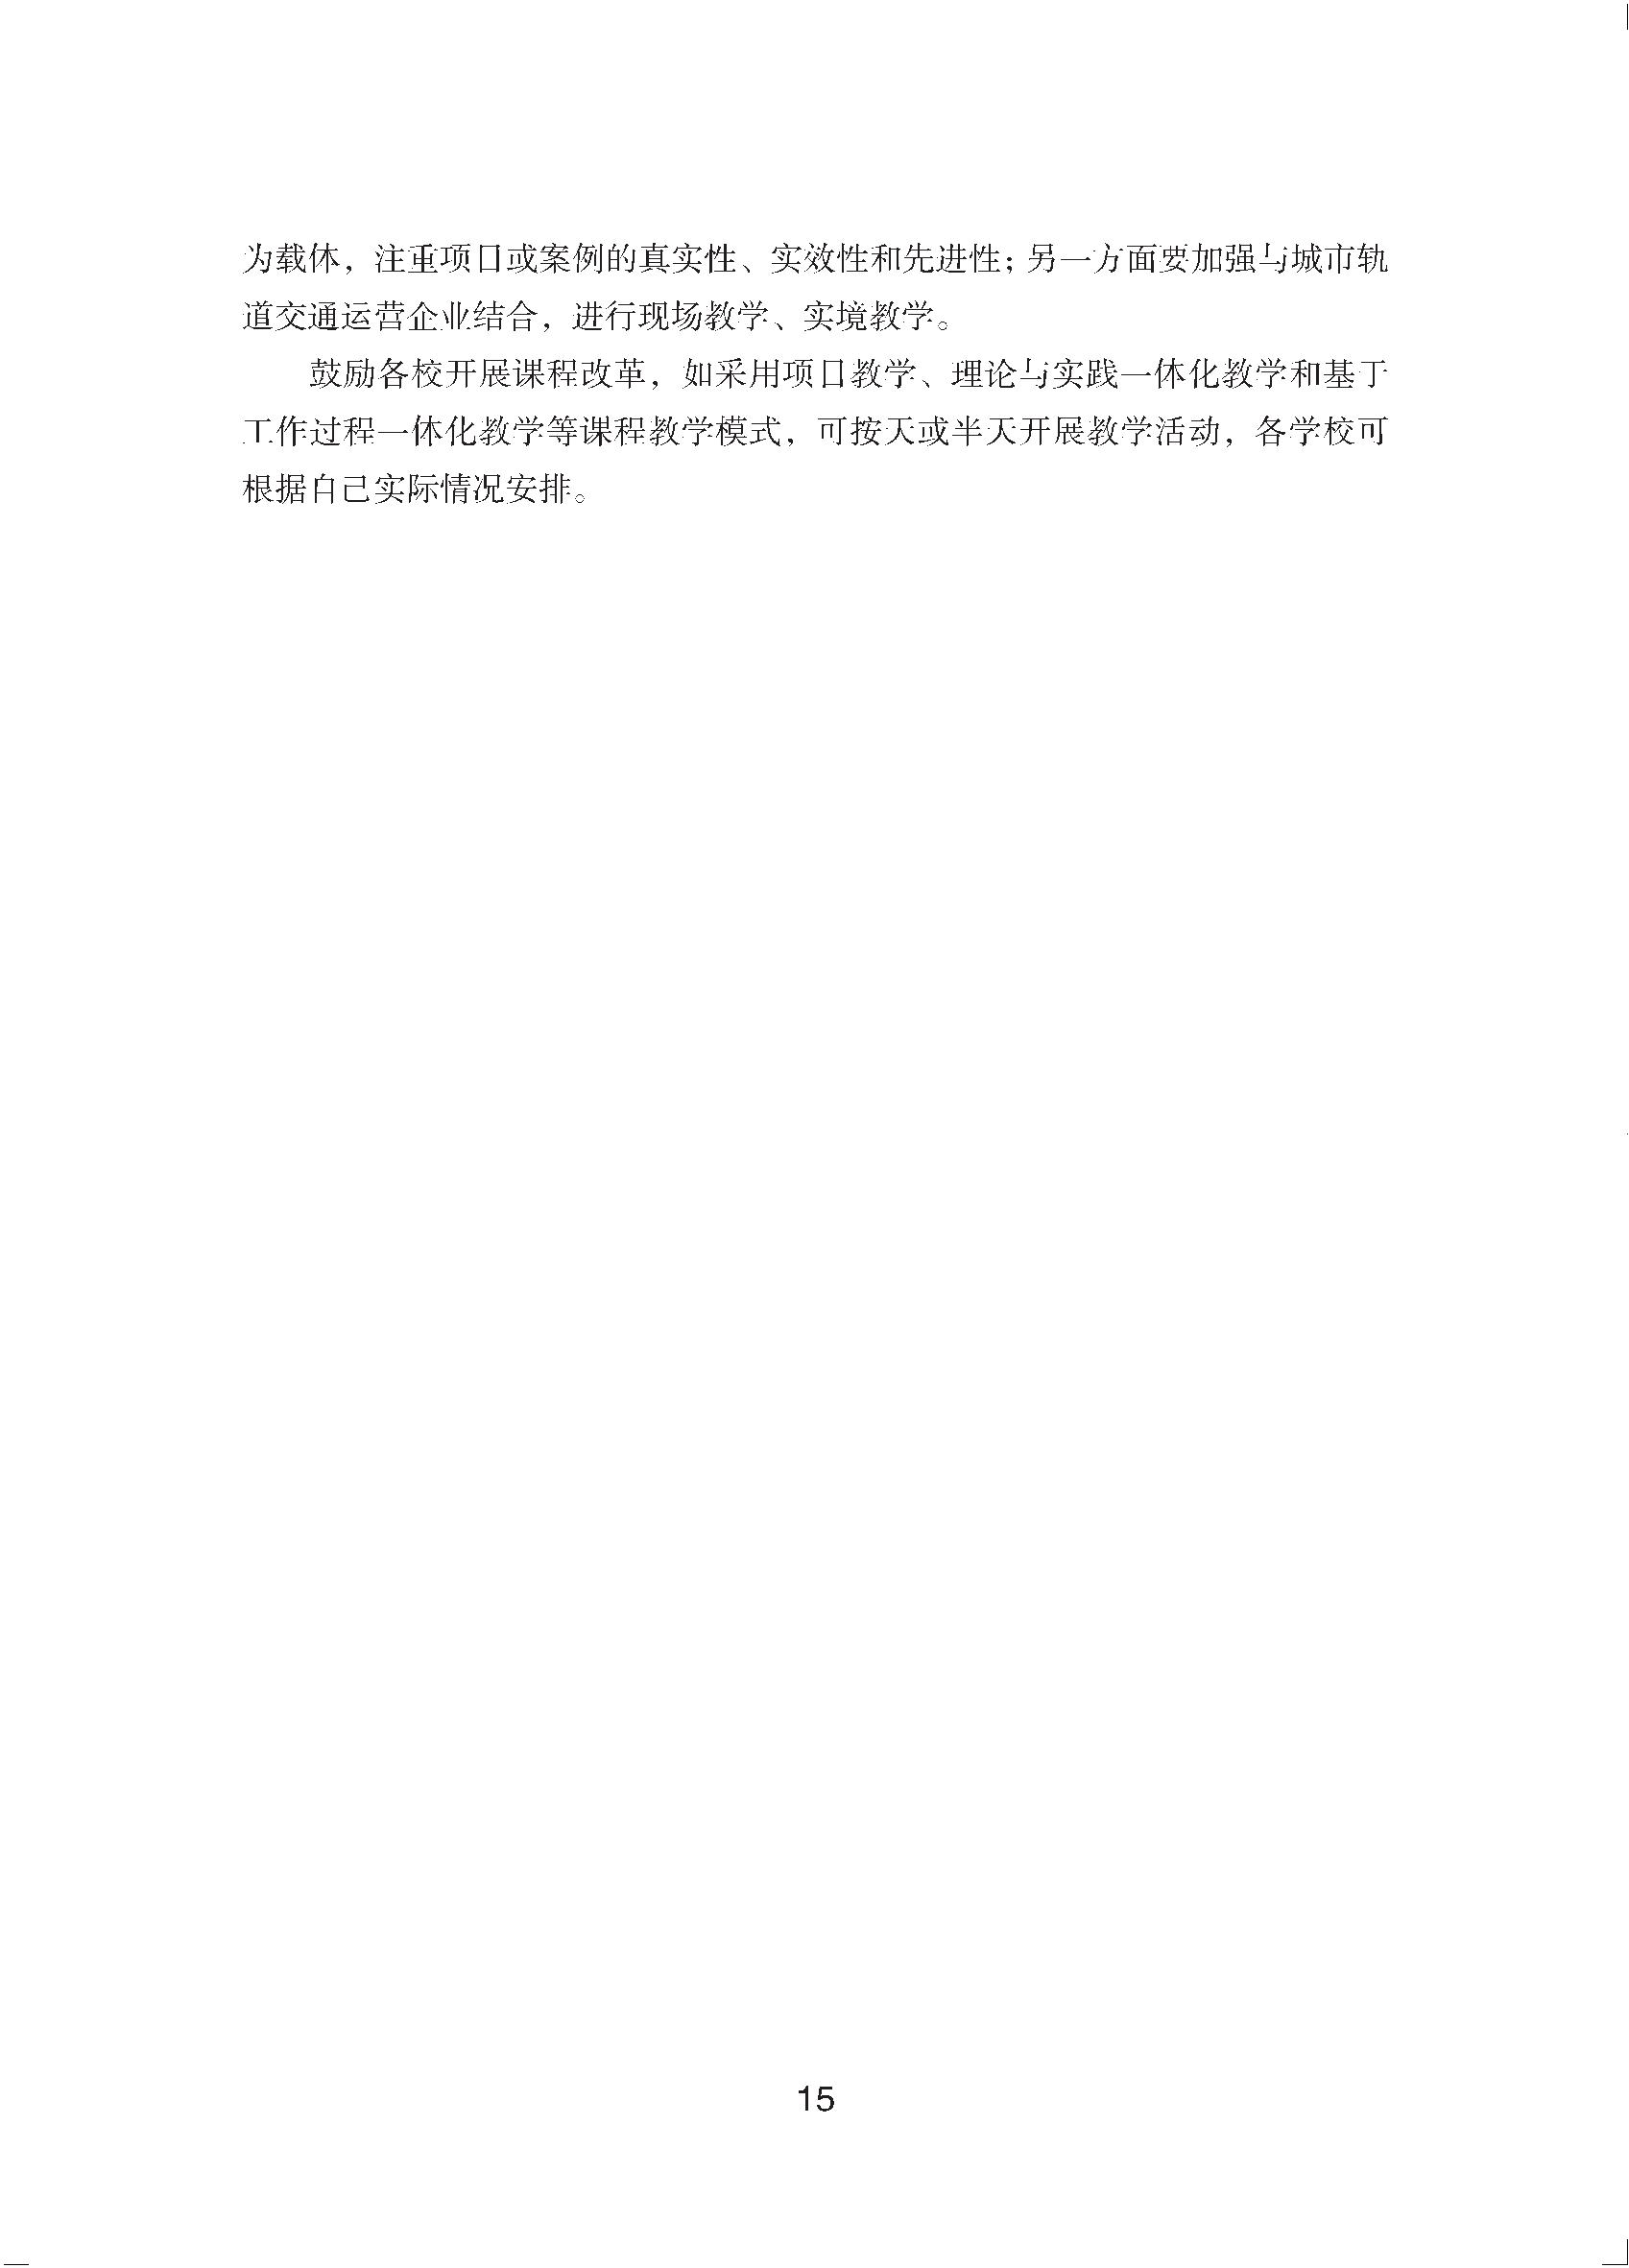 为载体，注重项目或案例的真实性、实效性和先进性；另一方面要加强与城市轨
道交通运营企业结合，进行现场教学、实境教学。
鼓励各校开展课程改革，如采用项目教学、理论与实践一体化教学和基于
工作过程一体化教学等课程教学模式，可按天或半天开展教学活动，各学校可
根据自己实际情况安排。
15